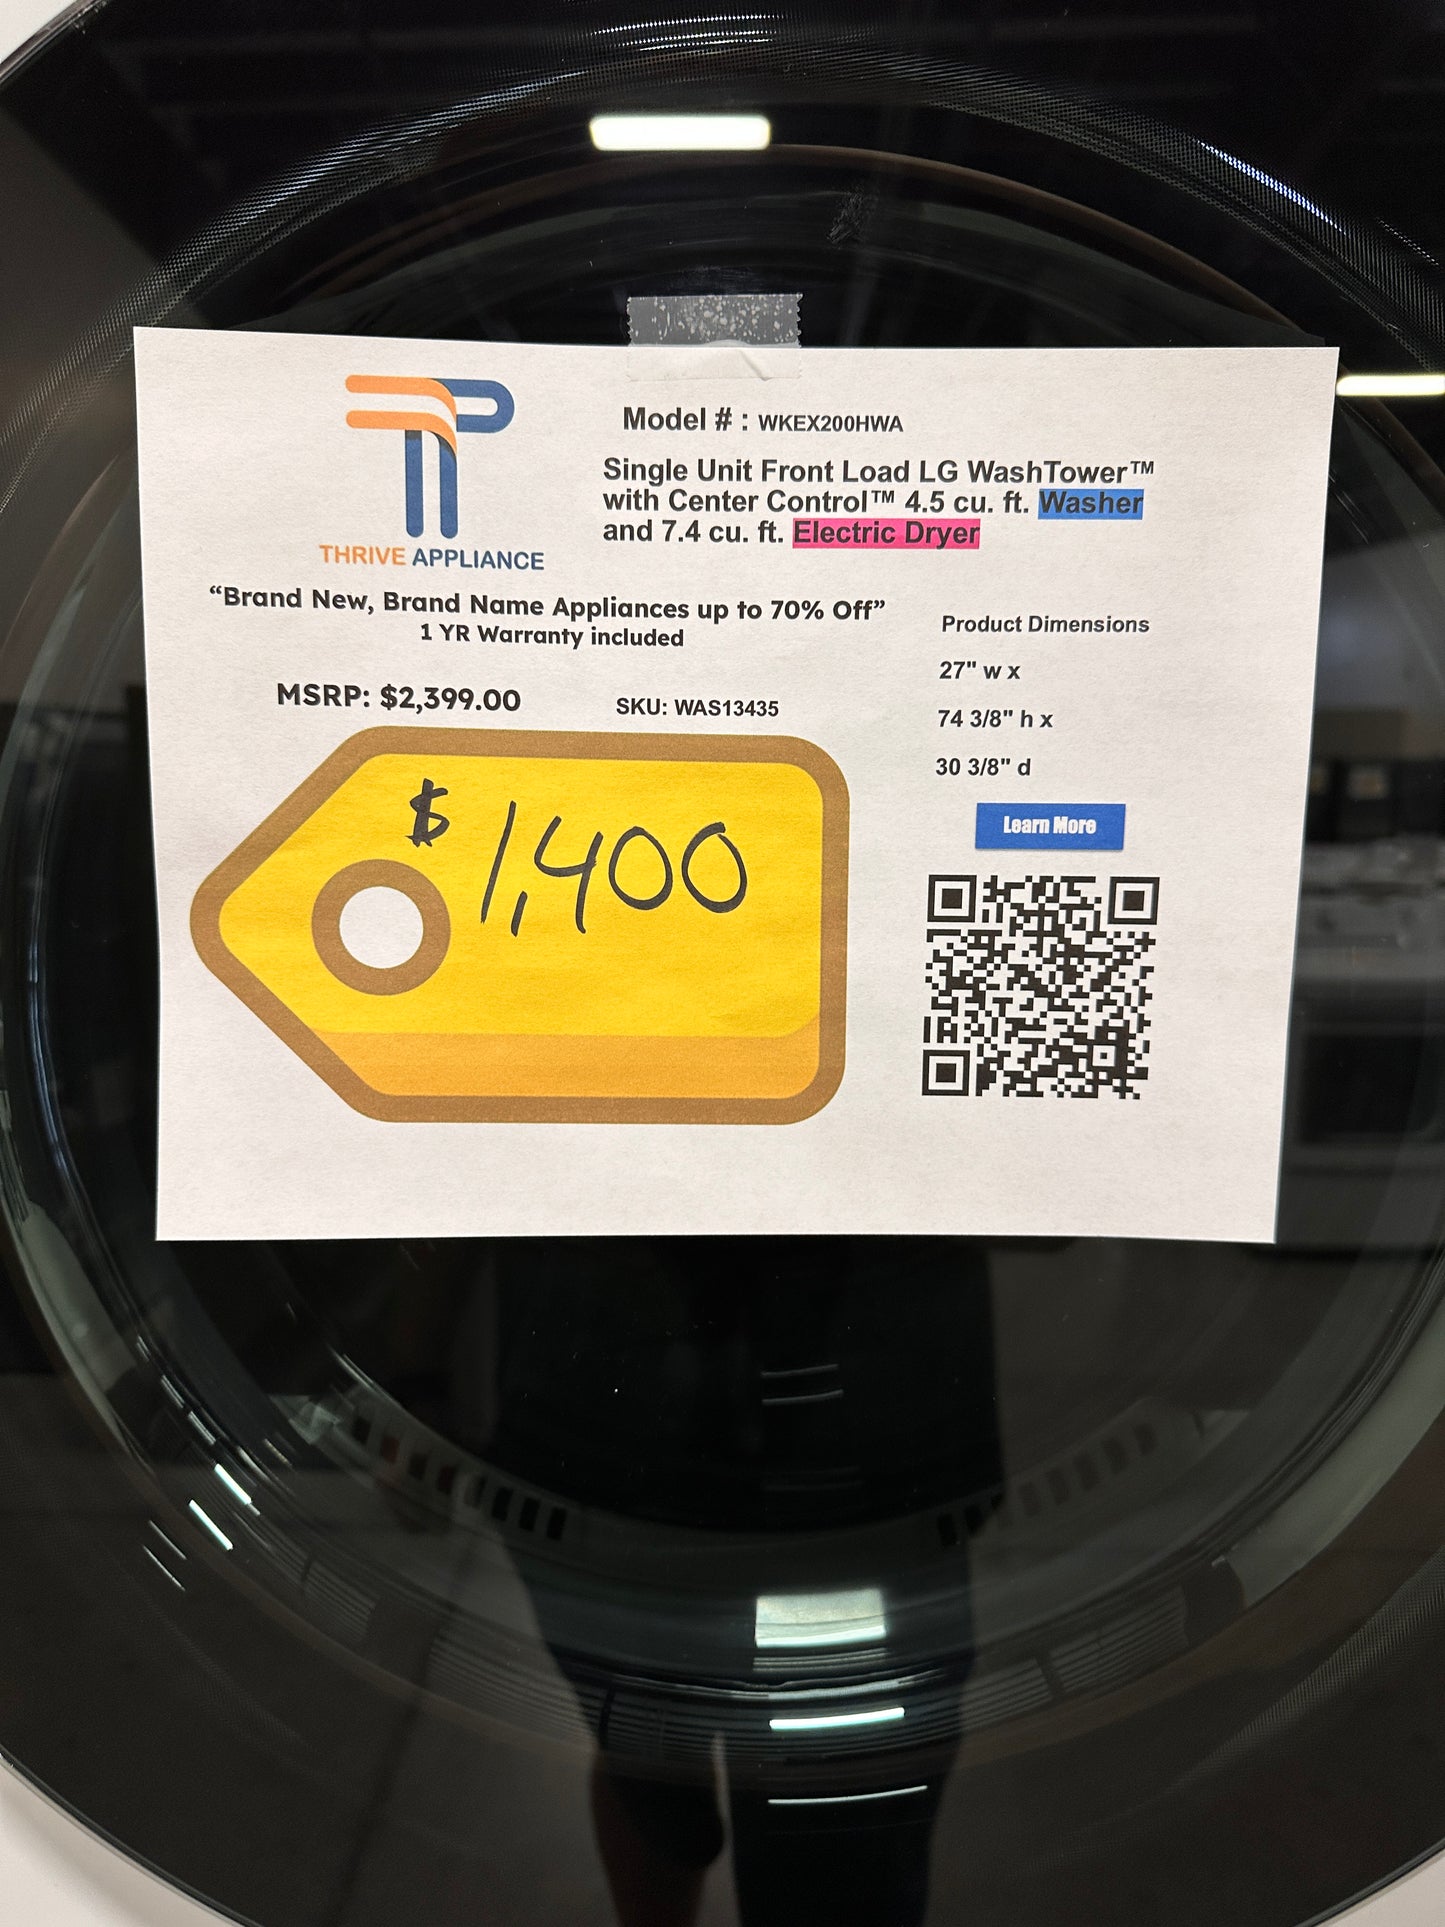 THRIVE APPLIANCE
Model # : WKEX200HWA
Single Unit Front Load LG WashTower™
with Center Control™ 4.5 cu. ft. Washer
and 7.4 cu. ft. Electric Dryer
“Brand New, Brand Name Appliances up to 70% Off”
1 YR Warranty included
MSRP: $2,399.00
SKU: WAS13435
$1,400
Product Dimensions
27" w x
74 3/8" h x
30 3/8" d
Learn More